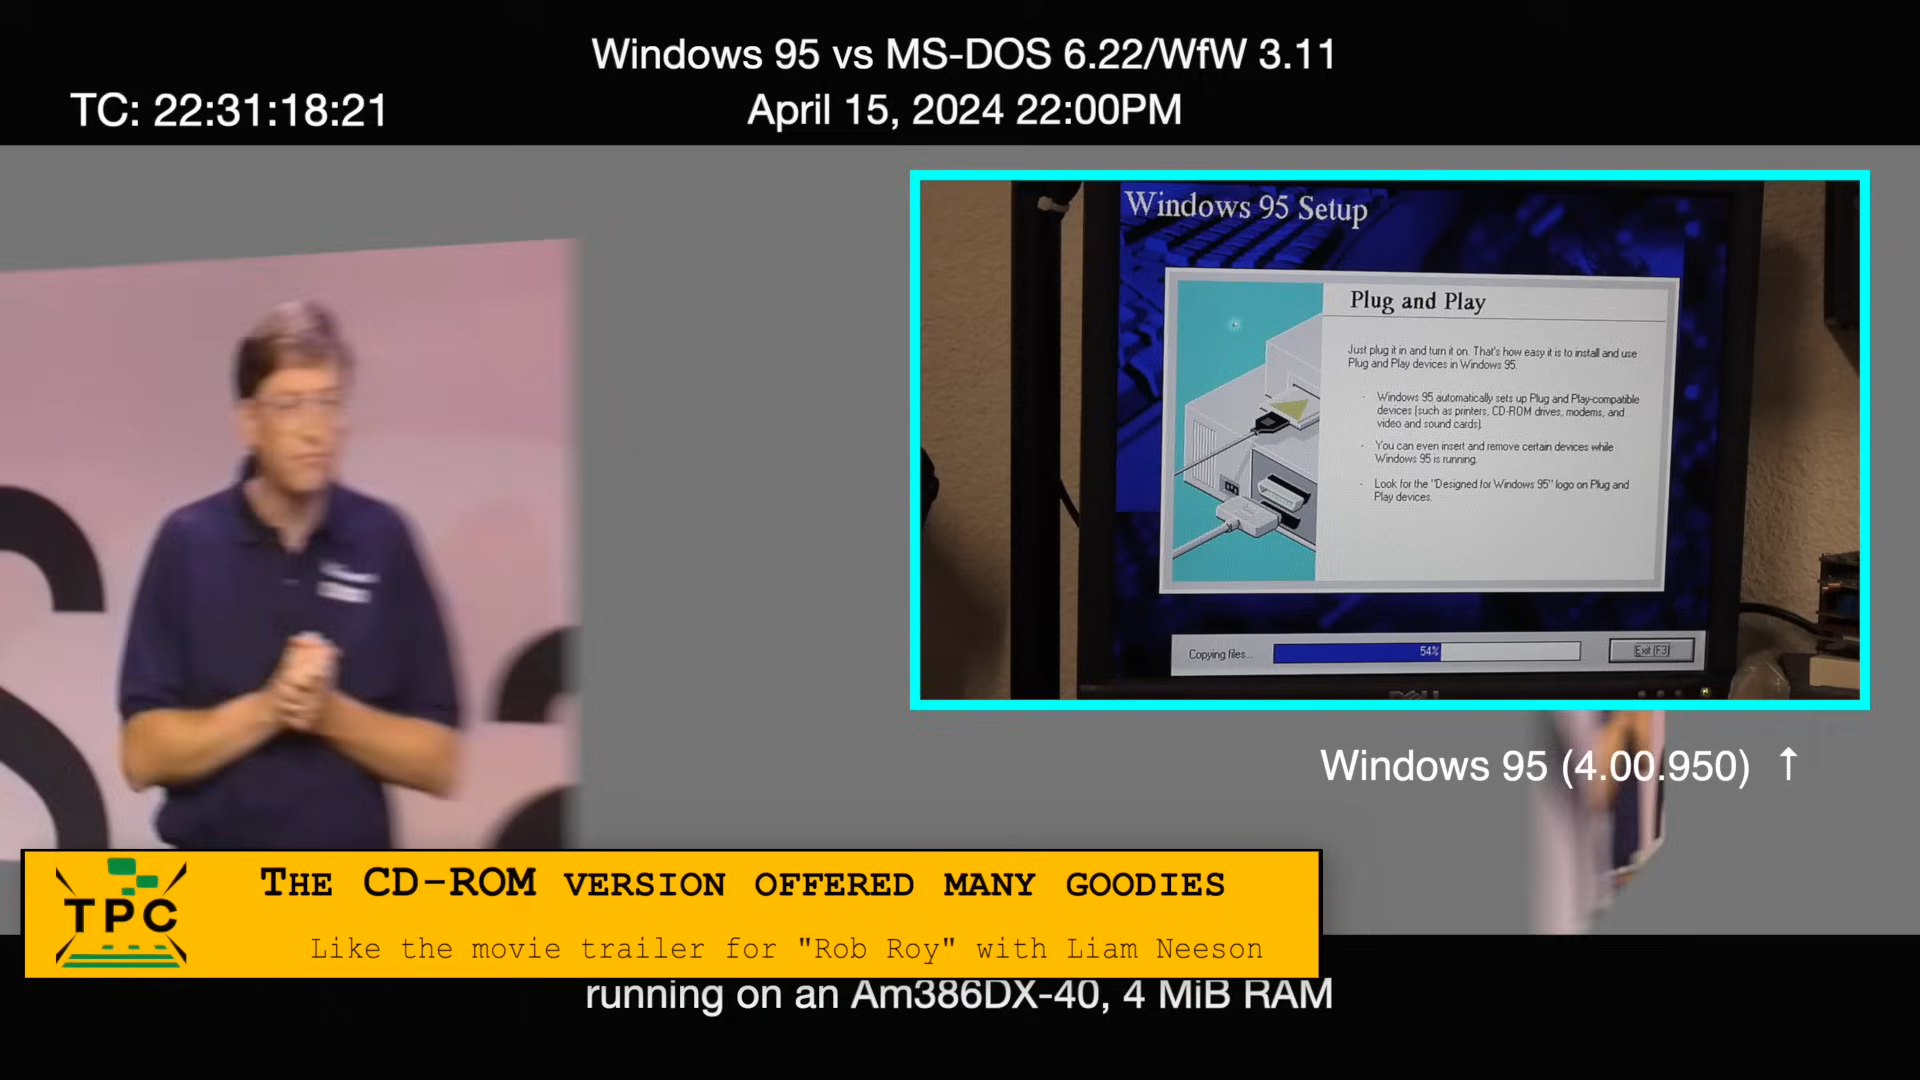 Windows 95 vs MS-DOS 6.22/WfW 3.11
TC: 22:31:18:21
April 15, 2024 22:00PM
Windows 95 Setup
Plug and Play
Just plug it in and turn it on. That's how easy it is to install and use
Plug and Play devices in Windows 95.
- Windows 95 automatically sets up Plug and Play-compatible
devices (such as printers, CD-ROM drives, modems, and
video and sound cards).
- You can even insert and remove certain devices while
Windows 95 is running.
- Look for the "Designed for Windows 95" logo on Plug and
Play devices.
Copying files...
54%
Exit (F3)
DELL
Windows 95 (4.00.950) ↑
TPC
THE CD-ROM VERSION OFFERED MANY GOODIES
Like the movie trailer for "Rob Roy" with Liam Neeson
running on an Am386DX-40, 4 MiB RAM